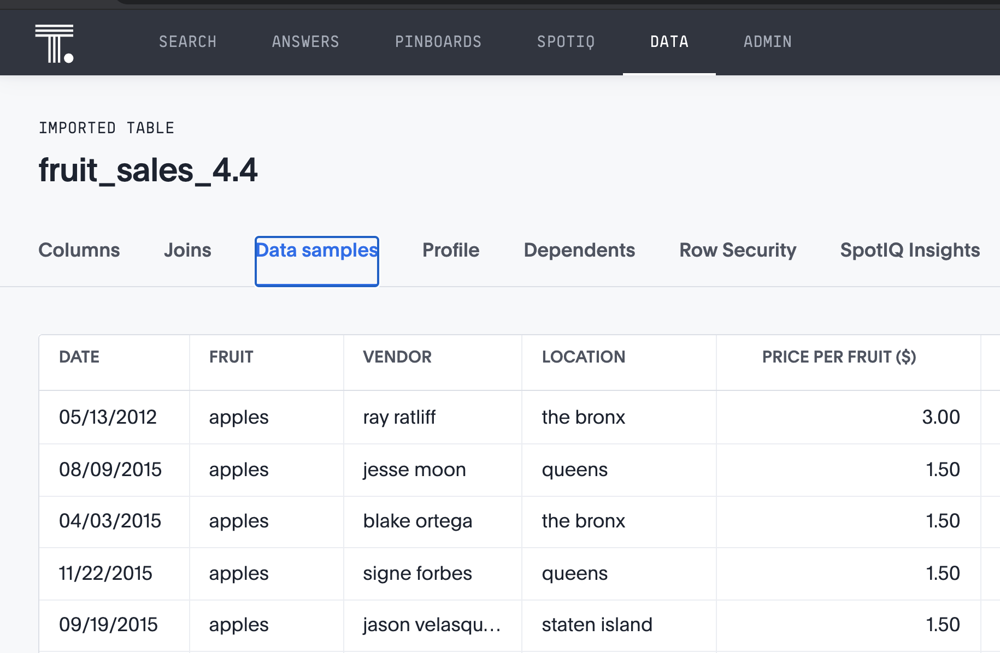 SEARCH ANSWERS PINBOARDS SPOTIQ DATA ADMIN
IMPORTED TABLE
fruit_sales_4.4
Columns Joins Data samples Profile Dependents Row Security SpotIQ Insights
DATE FRUIT VENDOR LOCATION PRICE PER FRUIT ($)
05/13/2012 apples ray ratliff the bronx 3.00
08/09/2015 apples jesse moon queens 1.50
04/03/2015 apples blake ortega the bronx 1.50
11/22/2015 apples signe forbes queens 1.50
09/19/2015 apples jason velasqu... staten island 1.50